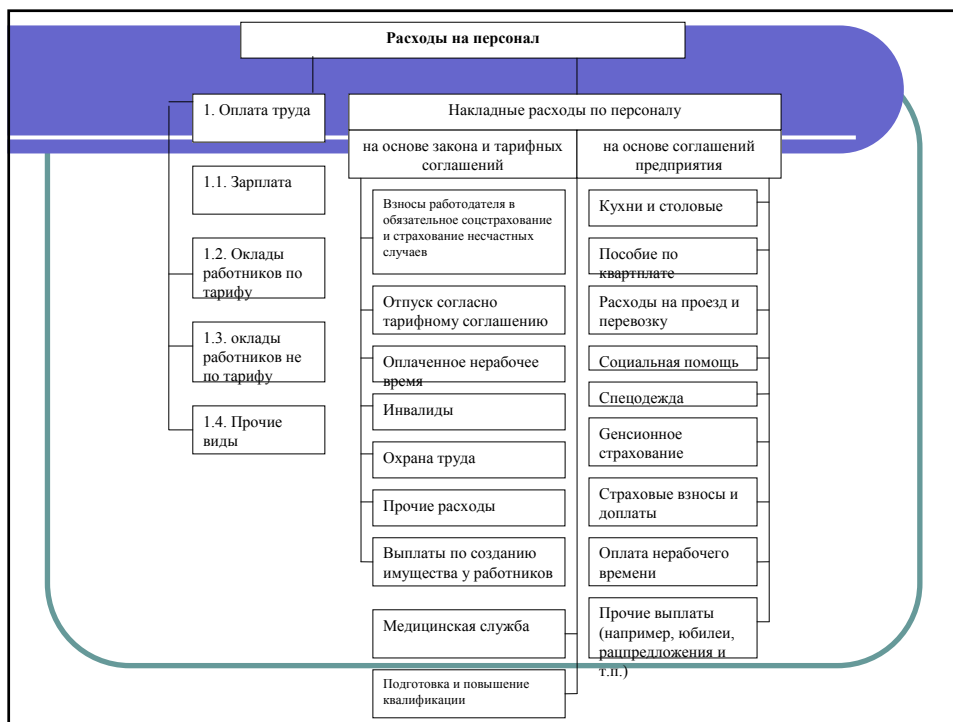 Расходы на персонал
1. Оплата труда
1.1. Зарплата
1.2. Оклады
работников по
тарифу
1.3. оклады
работников не
по тарифу
1.4. Прочие
виды
Накладные расходы по персоналу
на основе закона и тарифных
соглашений
Взносы работодателя в
обязательное соцстрахование
и страхование несчастных
случаев
Отпуск согласно
тарифному соглашению
Оплаченное нерабочее
время
Инвалиды
Охрана труда
Прочие расходы
Выплаты по созданию
имущества у работников
Медицинская служба
Подготовка и повышение
квалификации
на основе соглашений
предприятия
Кухни и столовые
Пособие по
квартплате
Расходы на проезд и
перевозку
Социальная помощь
Спецодежда
Gенсионное
страхование
Страховые взносы и
доплаты
Оплата нерабочего
времени
Прочие выплаты
(например, юбилеи,
рацпредложения и
т.п.)